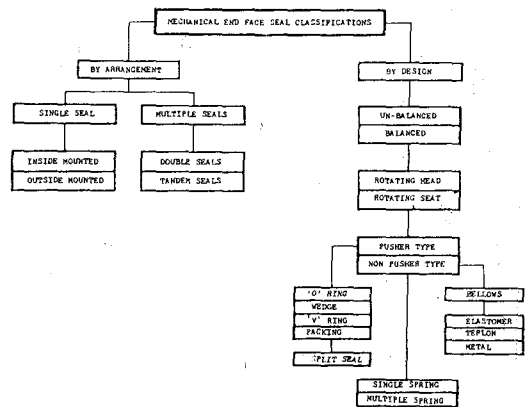 MECHANICAL END FACE SEAL CLASSIFICATIONS
BY ARRANGEMENT
BY DESIGN
SINGLE SEAL
MULTIPLE SEALS
UN-BALANCED
BALANCED
INSIDE MOUNTED
OUTSIDE MOUNTED
DOUBLE SEALS
TANDEM SEALS
ROTATING HEAD
ROTATING SEAT
PUSHER TYPE
NON PUSHER TYPE
'O' RING
WEDGE
'V' RING
PACKING
SPLIT SEAL
BELLOWS
ELASTOMER
TEFLON
METAL
SINGLE SPRING
MULTIPLE SPRING